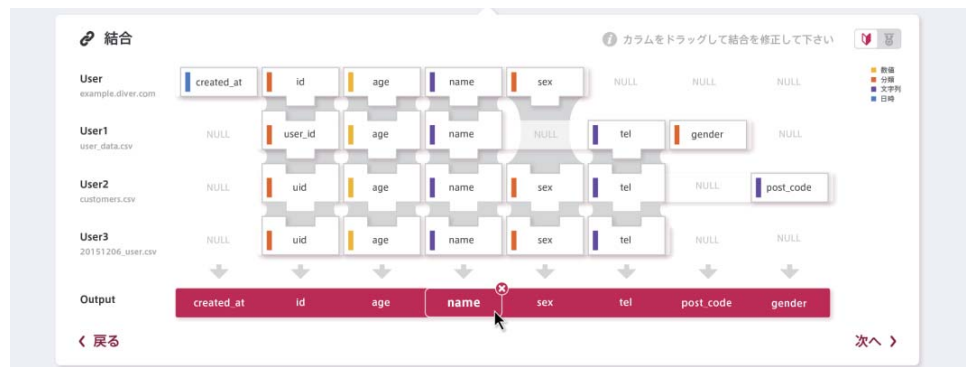 結合
カラムをドラッグして結合を修正して下さい
数値
分類
文字列
日時
User
example.diver.com
created_at id age name sex NULL NULL NULL
User1
user_data.csv
NULL user_id age name NULL tel gender NULL
User2
customers.csv
NULL uid age name sex tel NULL post_code
User3
20151206_user.csv
NULL uid age name sex tel NULL NULL
Output created_at id age name sex tel post_code gender
戻る
次へ